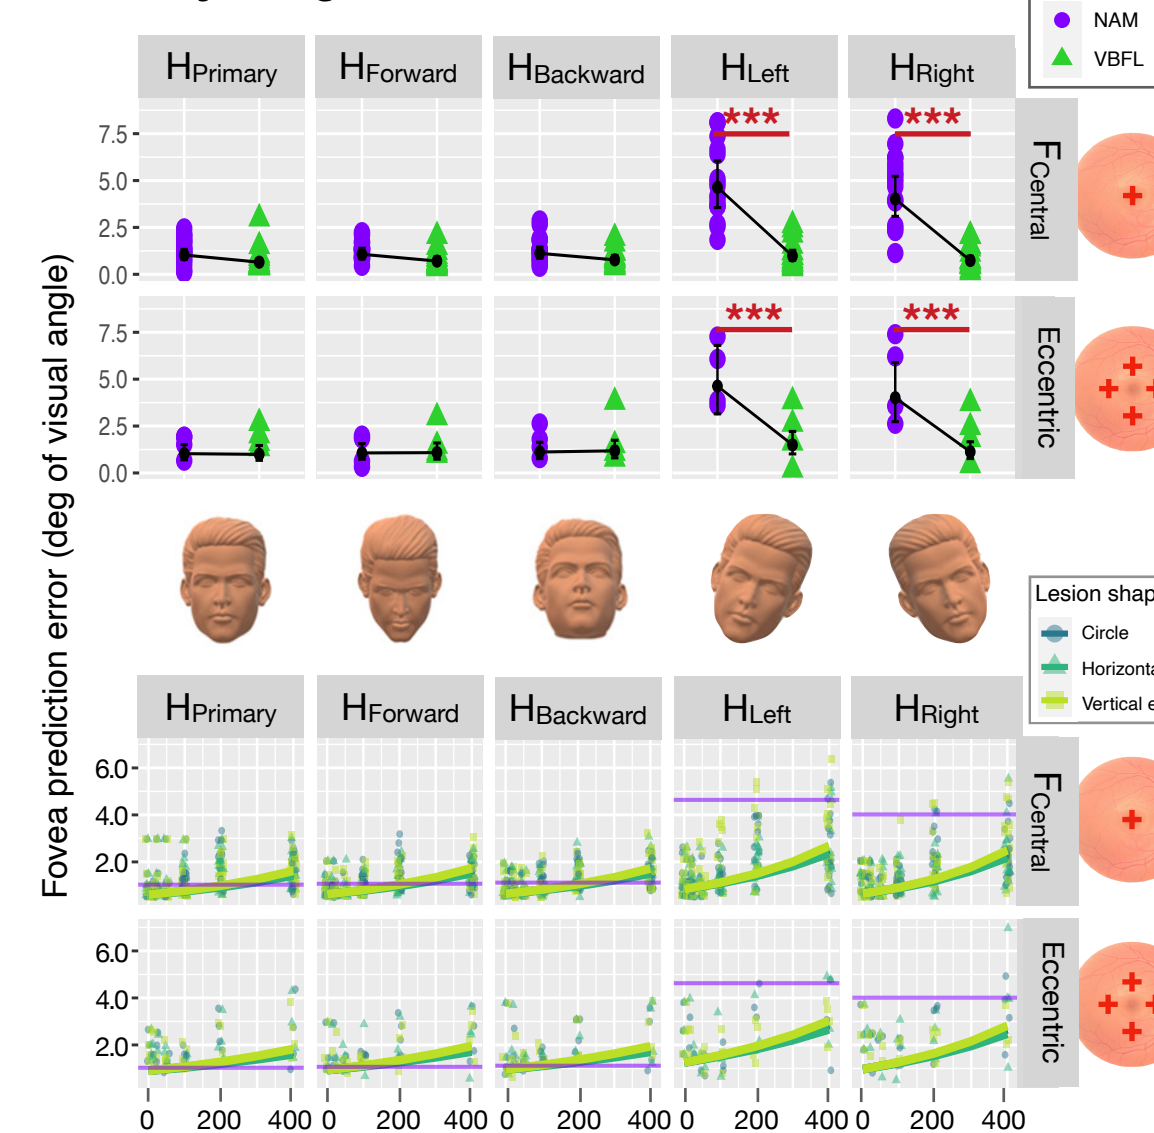 NAM
VBFL
HPrimary HForward HBackward HLeft HRight
7.5
5.0
2.5
0.0
*** ***
FCentral
7.5
5.0
2.5
0.0
*** ***
Eccentric
Fovea prediction error (deg of visual angle)
Lesion shap
Circle
Horizonta
Vertical e
HPrimary HForward HBackward HLeft HRight
6.0
4.0
2.0
FCentral
6.0
4.0
2.0
Eccentric
0 200 400 0 200 400 0 200 400 0 200 400 0 200 400